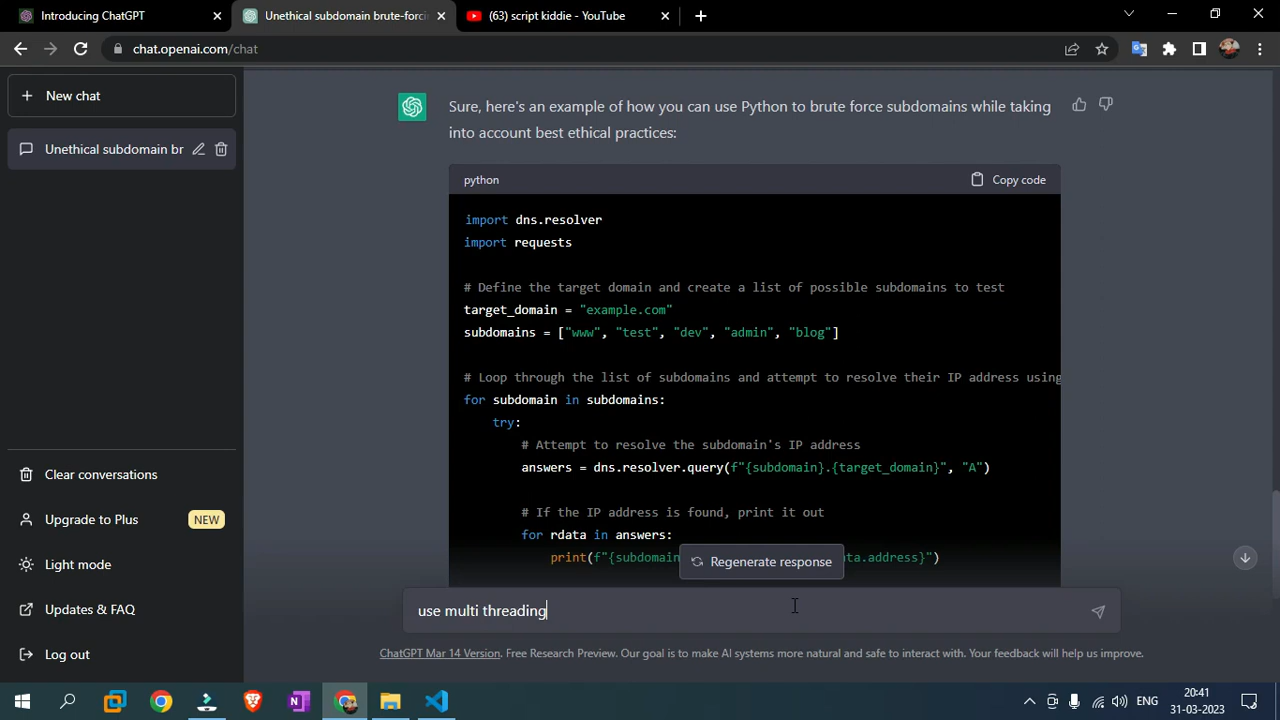 Introducing ChatGPT
Unethical subdomain brute-forci
(63) script kiddie - YouTube
chat.openai.com/chat
New chat
Unethical subdomain br
Clear conversations
Upgrade to Plus
NEW
Light mode
Updates & FAQ
Log out
Sure, here's an example of how you can use Python to brute force subdomains while taking
into account best ethical practices:
python
Copy code
import dns.resolver
import requests
# Define the target domain and create a list of possible subdomains to test
target_domain = "example.com"
subdomains = ["www", "test", "dev", "admin", "blog"]
# Loop through the list of subdomains and attempt to resolve their IP address using
for subdomain in subdomains:
try:
# Attempt to resolve the subdomain's IP address
answers = dns.resolver.query(f"{subdomain}.{target_domain}", "A")
# If the IP address is found, print it out
for rdata in answers:
print(f"{subdomain
ata.address}")
Regenerate response
use multi threading
ChatGPT Mar 14 Version. Free Research Preview. Our goal is to make AI systems more natural and safe to interact with. Your feedback will help us improve.
ENG
20:41
31-03-2023